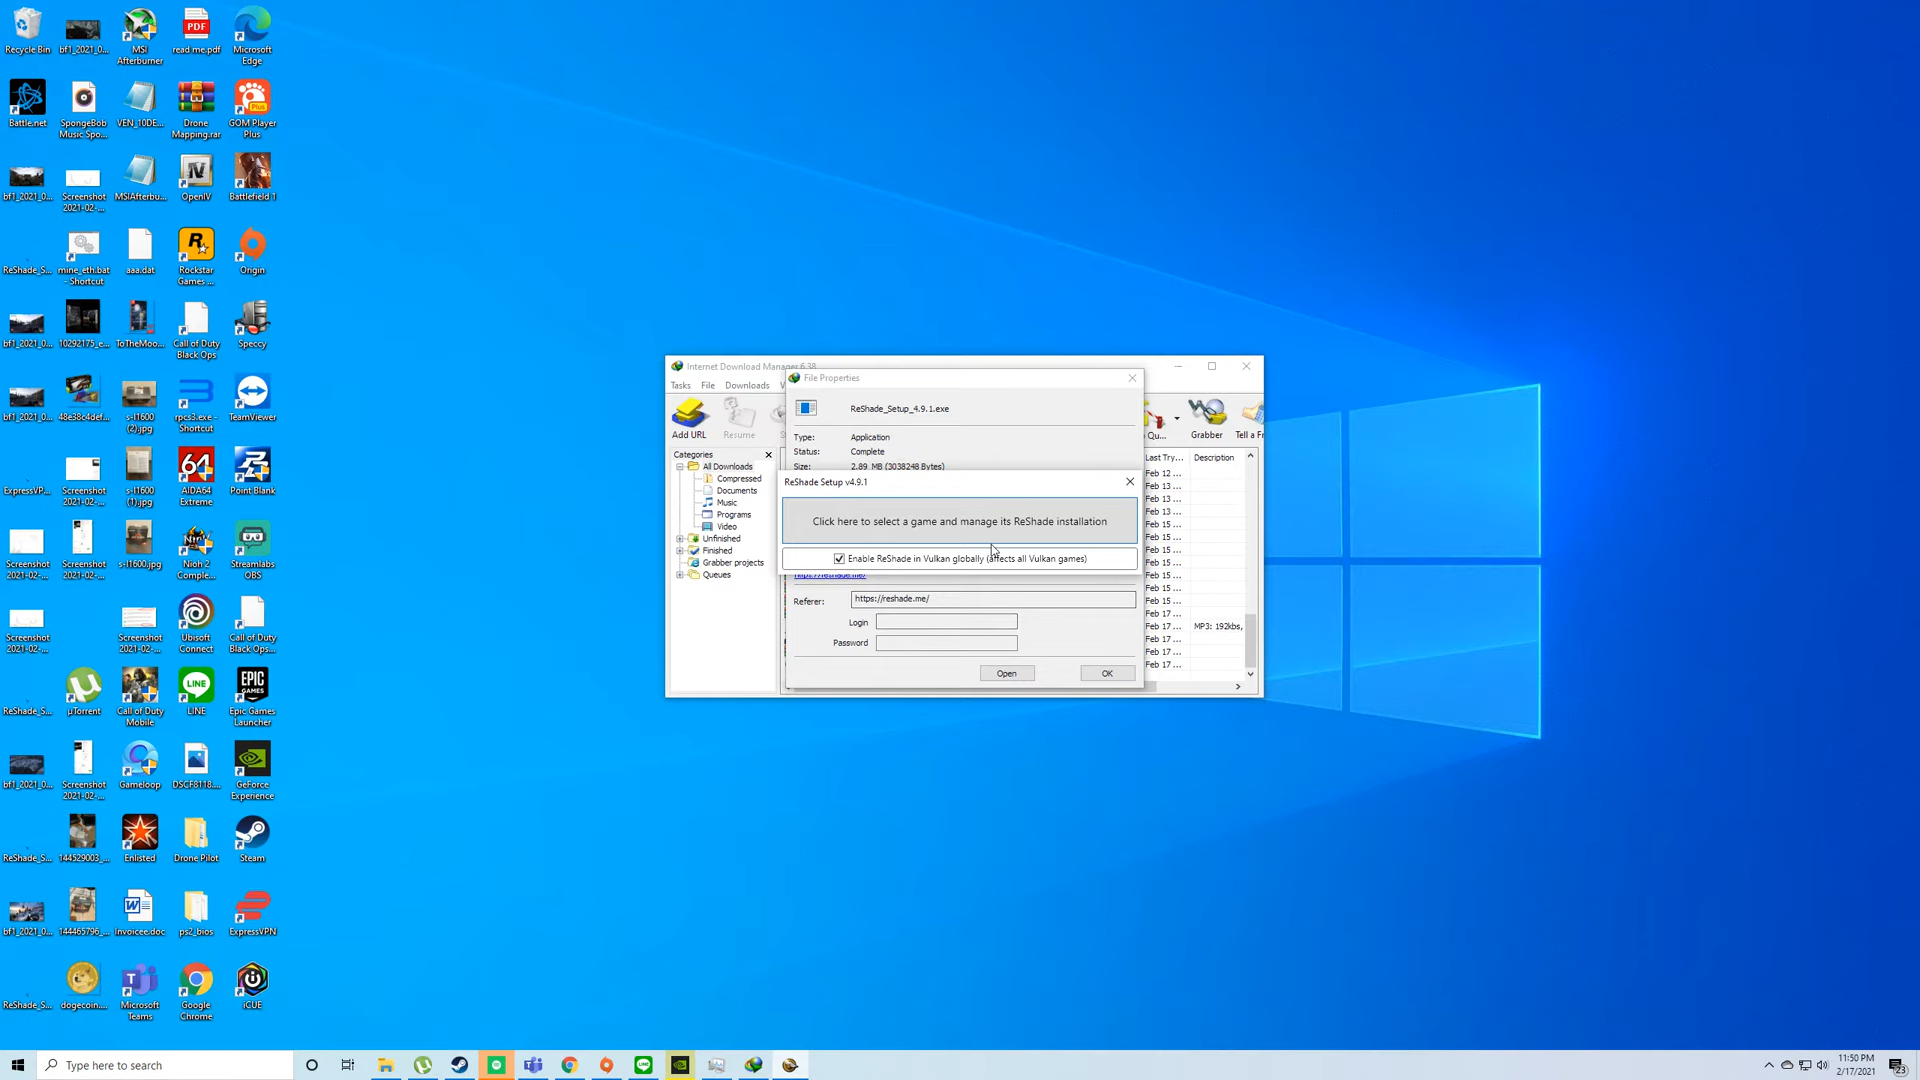 Recycle Bin
bf1_2021_0...
MSI Afterburner
read me.pdf
Microsoft Edge
Battle.net
SpongeBob Music Spo...
VEN_10DE...
Drone Mapping.rar
GOM Player Plus
bf1_2021_0...
Screenshot 2021-02-...
MSIAfterbu...
OpenIV
Battlefield 1
ReShade_S...
mine_eth.bat - Shortcut
aaa.dat
Rockstar Games ...
Origin
bf1_2021_0...
10292175_e...
ToTheMoo...
Call of Duty Black Ops
Speccy
bf1_2021_0...
48e38c4def...
s-l1600 (2).jpg
rpcs3.exe - Shortcut
TeamViewer
ExpressVP...
Screenshot 2021-02-...
s-l1600 (1).jpg
AIDA64 Extreme
Point Blank
Screenshot 2021-02-...
Screenshot 2021-02-...
s-l1600.jpg
Nioh 2 Comple...
Streamlabs OBS
Screenshot 2021-02-...
Screenshot 2021-02-...
Ubisoft Connect
Call of Duty Black Ops...
ReShade_S...
µTorrent
Call of Duty Mobile
LINE
Epic Games Launcher
bf1_2021_0...
Screenshot 2021-02-...
Gameloop
DSCF8118....
GeForce Experience
ReShade_S...
144529003_...
Enlisted
Drone Pilot
Steam
bf1_2021_0...
144465796_...
Invoicee.doc
ps2_bios
ExpressVPN
ReShade_S...
dogecoin....
Microsoft Teams
Google Chrome
iCUE
Internet Download Manager 6.38
Tasks File Downloads
Add URL
Resume
Qu...
Grabber
Tell a Fr
Categories
All Downloads
Compressed
Documents
Music
Programs
Video
Unfinished
Finished
Grabber projects
Queues
File Properties
ReShade_Setup_4.9.1.exe
Type: Application
Status: Complete
Size: 2.89 MB (3038248 Bytes)
ReShade Setup v4.9.1
Click here to select a game and manage its ReShade installation
Enable ReShade in Vulkan globally (affects all Vulkan games)
https://reshade.me/
Referer: https://reshade.me/
Login
Password
Open
OK
Last Try... Description
Feb 12 ...
Feb 13 ...
Feb 13 ...
Feb 13 ...
Feb 15 ...
Feb 15 ...
Feb 15 ...
Feb 15 ...
Feb 15 ...
Feb 15 ...
Feb 15 ...
Feb 17 ...
Feb 17 ... MP3: 192kbs,
Feb 17 ...
Feb 17 ...
Feb 17 ...
Type here to search
11:50 PM
2/17/2021
23